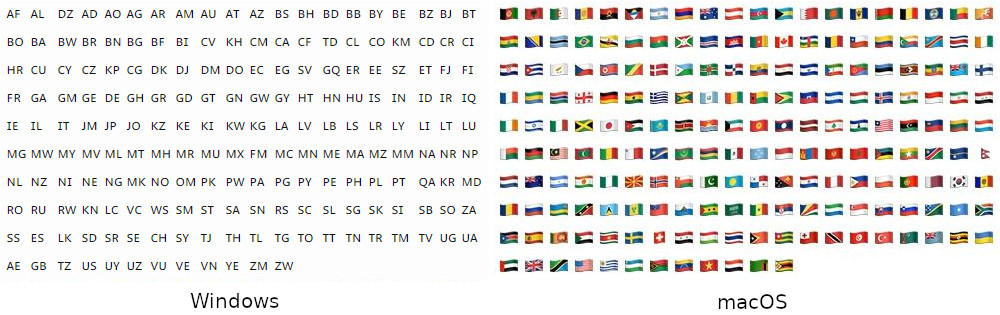 AF AL DZ AD AO AG AR AM AU AT AZ BS BH BD BB BY BE BZ BJ BT
BO BA BW BR BN BG BF BI CV KH CM CA CF TD CL CO KM CD CR CI
HR CU CY CZ KP CG DK DJ DM DO EC EG SV GQ ER EE SZ ET FJ FI
FR GA GM GE DE GH GR GD GT GN GW GY HT HN HU IS IN ID IR IQ
IE IL IT JM JP JO KZ KE KI KW KG LA LV LB LS LR LY LI LT LU
MG MW MY MV ML MT MH MR MU MX FM MC MN ME MA MZ MM NA NR NP
NL NZ NI NE NG MK NO OM PK PW PA PG PY PE PH PL PT QA KR MD
RO RU RW KN LC VC WS SM ST SA SN RS SC SL SG SK SI SB SO ZA
SS ES LK SD SR SE CH SY TJ TH TL TG TO TT TN TR TM TV UG UA
AE GB TZ US UY UZ VU VE VN YE ZM ZW
Windows
macOS